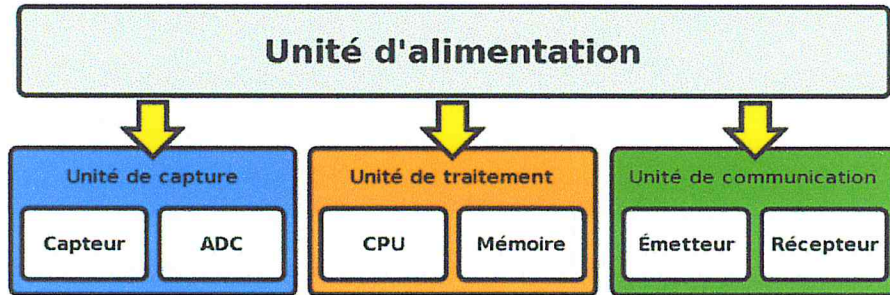 Unité d'alimentation
Unité de capture
Capteur
ADC
Unité de traitement
CPU
Mémoire
Unité de communication
Émetteur
Récepteur